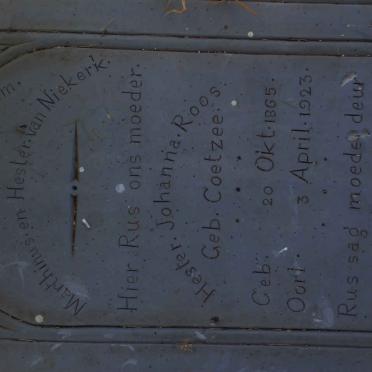 m.
Marthinus en Hester van Niekerk.
Hier Rus ons moeder.
Hester Johanna Roos
Geb. Coetzee.
Geb. 20 Okt. 1865.
Oorl. 3 April. 1923.
Rus sag moeder deur